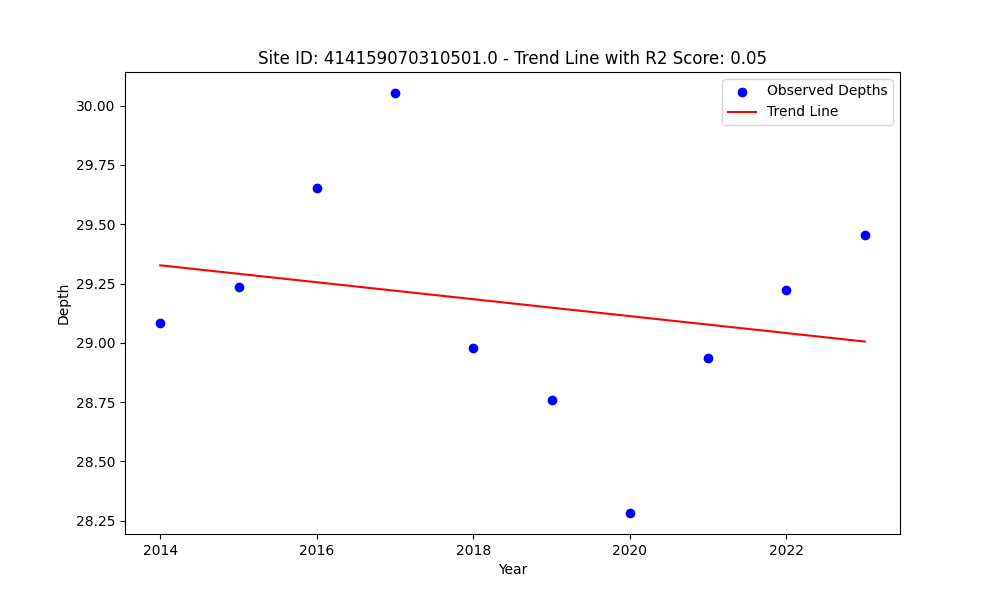 Site ID: 414159070310501.0 - Trend Line with R2 Score: 0.05
Observed Depths
Trend Line
30.00
29.75
29.50
29.25
29.00
28.75
28.50
28.25
Depth
2014
2016
2018
2020
2022
Year